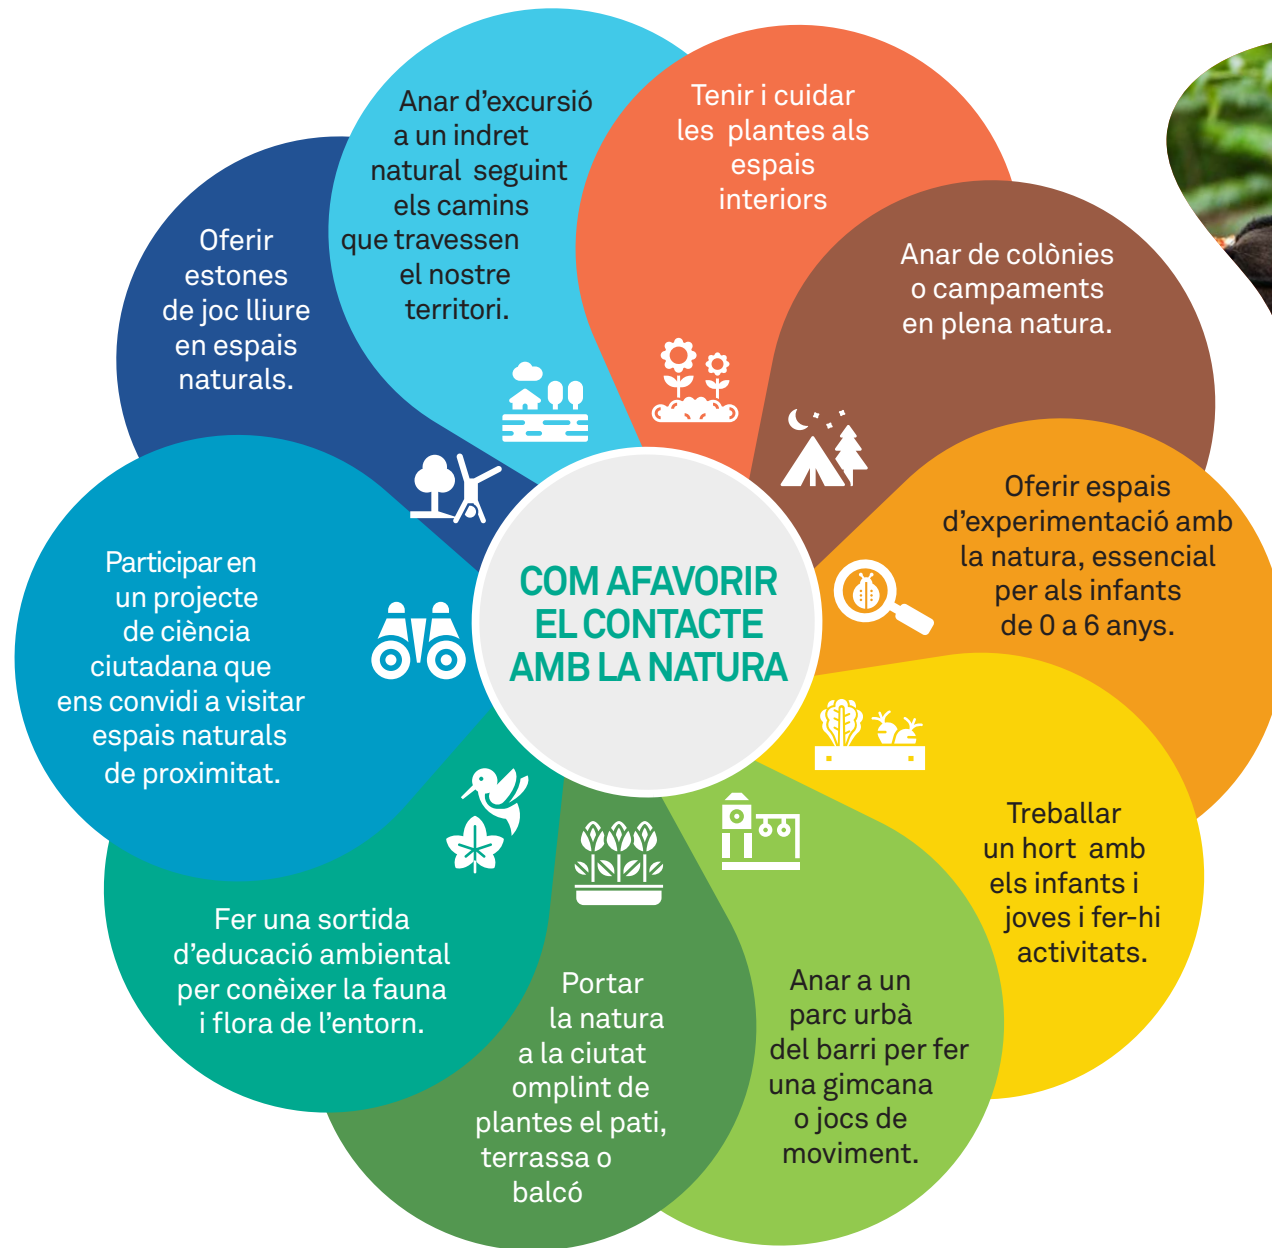 COM AFAVORIR
EL CONTACTE
AMB LA NATURA
Anar d’excursió
a un indret
natural seguint
els camins
que travessen
el nostre
territori.
Tenir i cuidar
les plantes als
espais
interiors
Anar de colònies
o campaments
en plena natura.
Oferir espais
d’experimentació amb
la natura, essencial
per als infants
de 0 a 6 anys.
Treballar
un hort amb
els infants i
joves i fer-hi
activitats.
Anar a un
parc urbà
del barri per fer
una gimcana
o jocs de
moviment.
Portar
la natura
a la ciutat
omplint de
plantes el pati,
terrassa o
balcó
Fer una sortida
d’educació ambiental
per conèixer la fauna
i flora de l’entorn.
Participar en
un projecte
de ciència
ciutadana que
ens convidi a visitar
espais naturals
de proximitat.
Oferir
estones
de joc lliure
en espais
naturals.